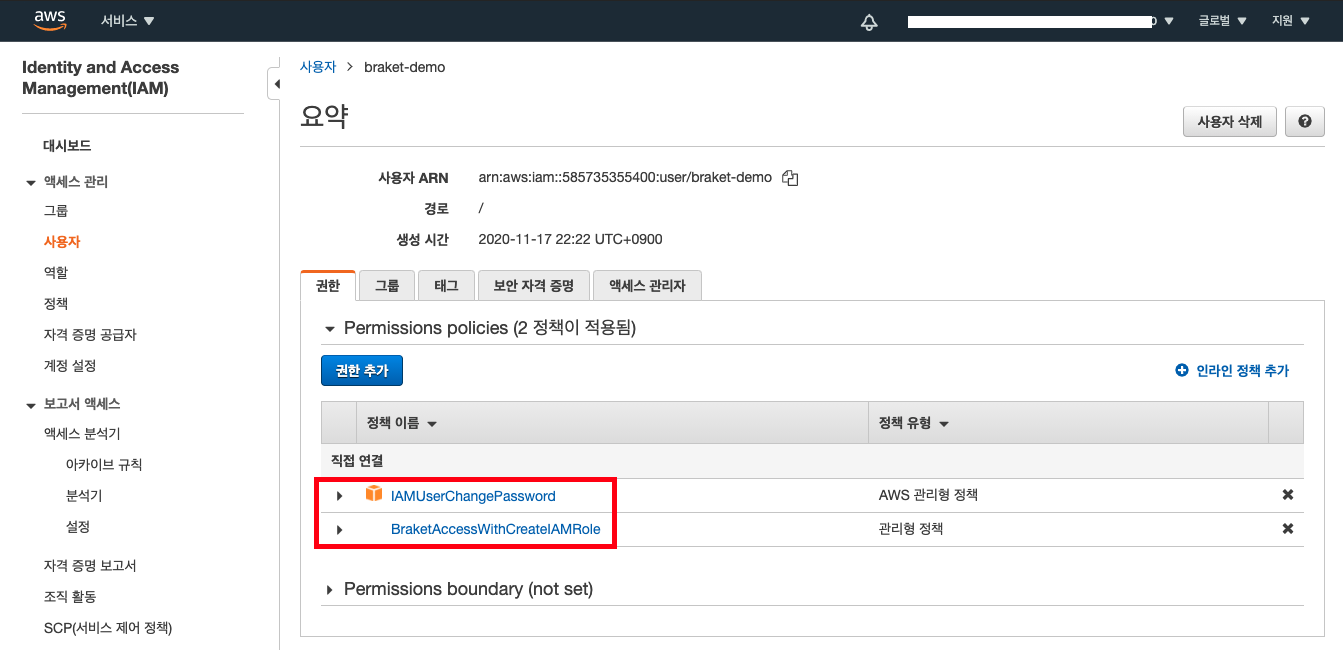 aws
서비스
글로벌
지원
Identity and Access
Management(IAM)
대시보드
액세스 관리
그룹
사용자
역할
정책
자격 증명 공급자
계정 설정
보고서 액세스
액세스 분석기
아카이브 규칙
분석기
설정
자격 증명 보고서
조직 활동
SCP(서비스 제어 정책)
사용자 > braket-demo
요약
사용자 삭제
사용자 ARN arn:aws:iam::585735355400:user/braket-demo
경로 /
생성 시간 2020-11-17 22:22 UTC+0900
권한 그룹 태그 보안 자격 증명 액세스 관리자
Permissions policies (2 정책이 적용됨)
권한 추가 인라인 정책 추가
정책 이름 정책 유형
직접 연결
IAMUserChangePassword AWS 관리형 정책
BraketAccessWithCreateIAMRole 관리형 정책
Permissions boundary (not set)